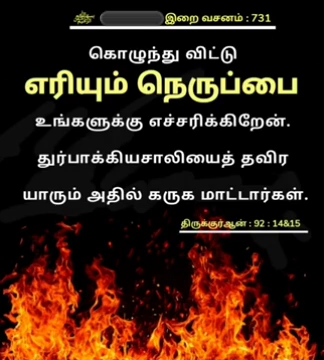 இறை வசனம் : 731
கொழுந்து விட்டு
எரியும் நெருப்பை
உங்களுக்கு எச்சரிக்கிறேன்.
துர்பாக்கியசாலியைத் தவிர
யாரும் அதில் கருக மாட்டார்கள்.
திருக்குர்ஆன் : 92 : 14&15